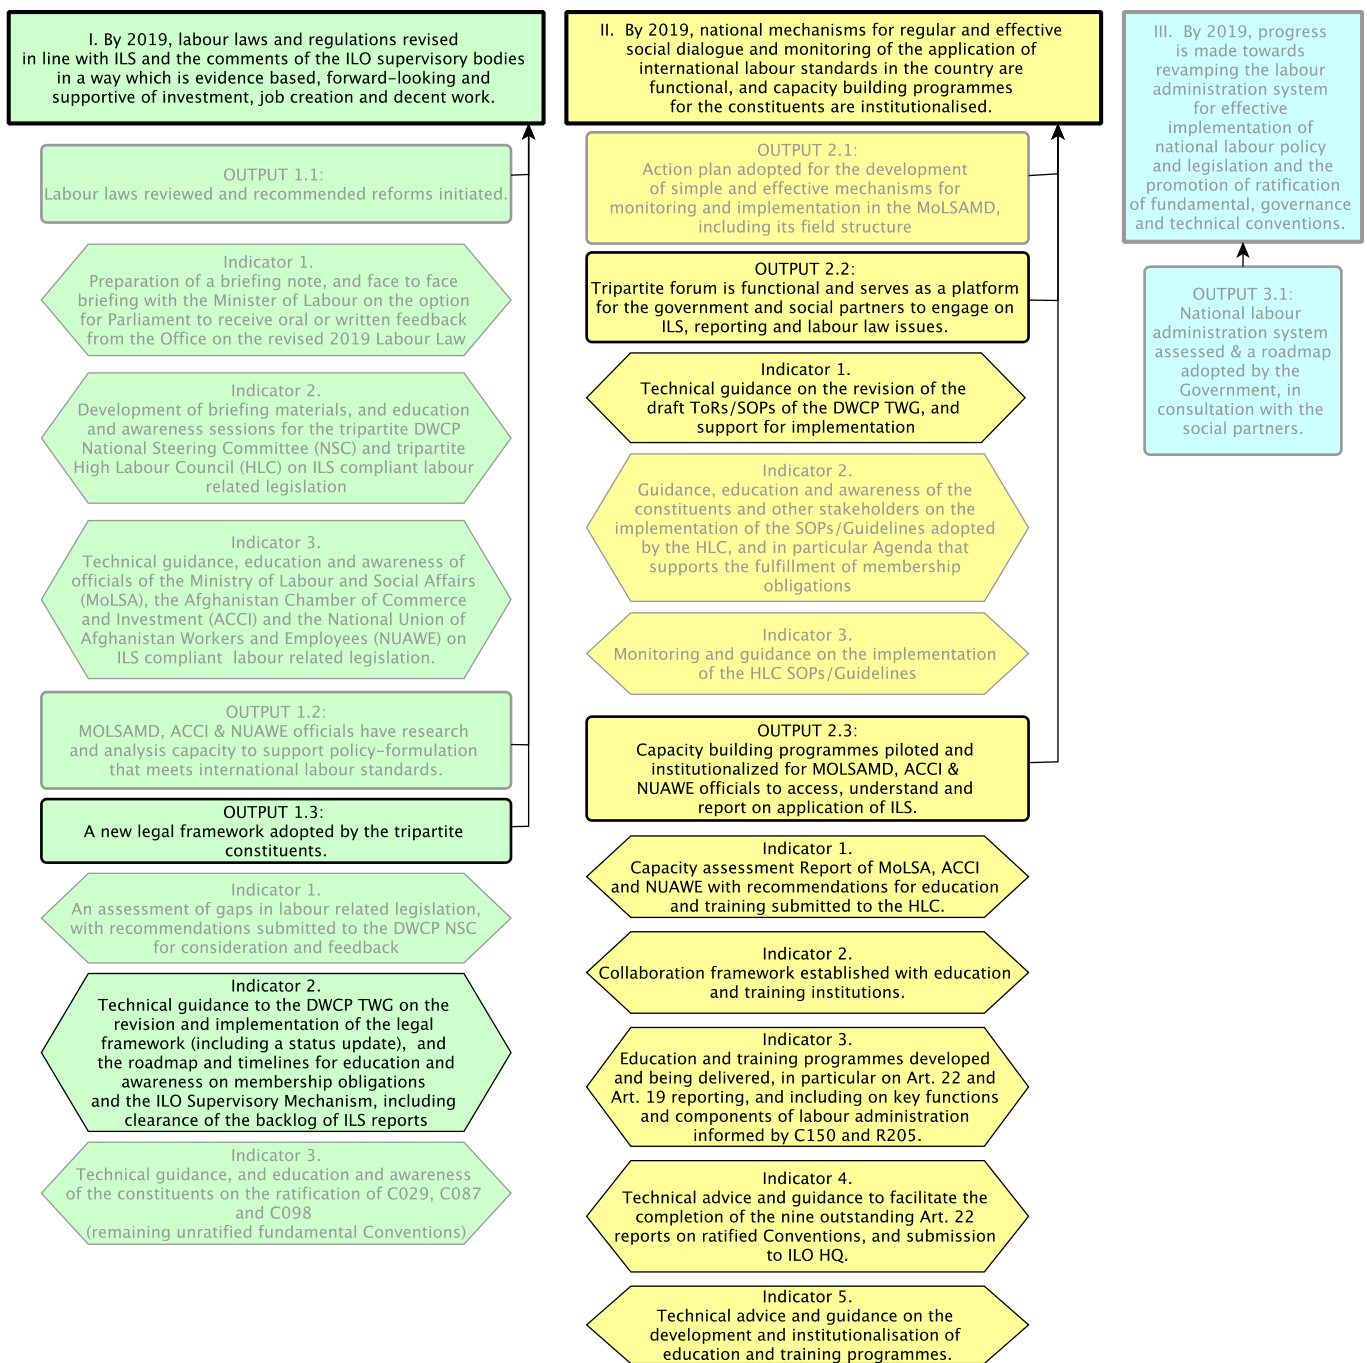 I. By 2019, labour laws and regulations revised
in line with ILS and the comments of the ILO supervisory bodies
in a way which is evidence based, forward-looking and
supportive of investment, job creation and decent work.
OUTPUT 1.1:
Labour laws reviewed and recommended reforms initiated.
Indicator 1.
Preparation of a briefing note, and face to face
briefing with the Minister of Labour on the option
for Parliament to receive oral or written feedback
from the Office on the revised 2019 Labour Law
Indicator 2.
Development of briefing materials, and education
and awareness sessions for the tripartite DWCP
National Steering Committee (NSC) and tripartite
High Labour Council (HLC) on ILS compliant labour
related legislation
Indicator 3.
Technical guidance, education and awareness of
officials of the Ministry of Labour and Social Affairs
(MoLSA), the Afghanistan Chamber of Commerce
and Investment (ACCI) and the National Union of
Afghanistan Workers and Employees (NUAWE) on
ILS compliant  labour related legislation.
OUTPUT 1.2:
MOLSAMD, ACCI & NUAWE officials have research
and analysis capacity to support policy-formulation
that meets international labour standards.
OUTPUT 1.3:
A new legal framework adopted by the tripartite
constituents.
Indicator 1.
An assessment of gaps in labour related legislation,
with recommendations submitted to the DWCP NSC
for consideration and feedback
Indicator 2.
Technical guidance to the DWCP TWG on the
revision and implementation of the legal
framework (including a status update),  and
the roadmap and timelines for education and
awareness on membership obligations
and the ILO Supervisory Mechanism, including
clearance of the backlog of ILS reports
Indicator 3.
Technical guidance, and education and awareness
of the constituents on the ratification of C029, C087
and C098
(remaining unratified fundamental Conventions)
II.  By 2019, national mechanisms for regular and effective
social dialogue and monitoring of the application of
international labour standards in the country are
functional, and capacity building programmes
for the constituents are institutionalised.
OUTPUT 2.1:
Action plan adopted for the development
of simple and effective mechanisms for
monitoring and implementation in the MoLSAMD,
including its field structure
OUTPUT 2.2:
Tripartite forum is functional and serves as a platform
for the government and social partners to engage on
ILS, reporting and labour law issues.
Indicator 1.
Technical guidance on the revision of the
draft ToRs/SOPs of the DWCP TWG, and
support for implementation
Indicator 2.
Guidance, education and awareness of the
constituents and other stakeholders on the
implementation of the SOPs/Guidelines adopted
by the HLC, and in particular Agenda that
supports the fulfillment of membership
obligations
Indicator 3.
Monitoring and guidance on the implementation
of the HLC SOPs/Guidelines
OUTPUT 2.3:
Capacity building programmes piloted and
institutionalized for MOLSAMD, ACCI &
NUAWE officials to access, understand and
report on application of ILS.
Indicator 1.
Capacity assessment Report of MoLSA, ACCI
and NUAWE with recommendations for education
and training submitted to the HLC.
Indicator 2.
Collaboration framework established with education
and training institutions.
Indicator 3.
Education and training programmes developed
and being delivered, in particular on Art. 22 and
Art. 19 reporting, and including on key functions
and components of labour administration
informed by C150 and R205.
Indicator 4.
Technical advice and guidance to facilitate the
completion of the nine outstanding Art. 22
reports on ratified Conventions, and submission
to ILO HQ.
Indicator 5.
Technical advice and guidance on the
development and institutionalisation of
education and training programmes.
III.  By 2019, progress
is made towards
revamping the labour
administration system
for effective
implementation of
national labour policy
and legislation and the
promotion of ratification
of fundamental, governance
and technical conventions.
OUTPUT 3.1:
National labour
administration system
assessed & a roadmap
adopted by the
Government, in
consultation with the
social partners.